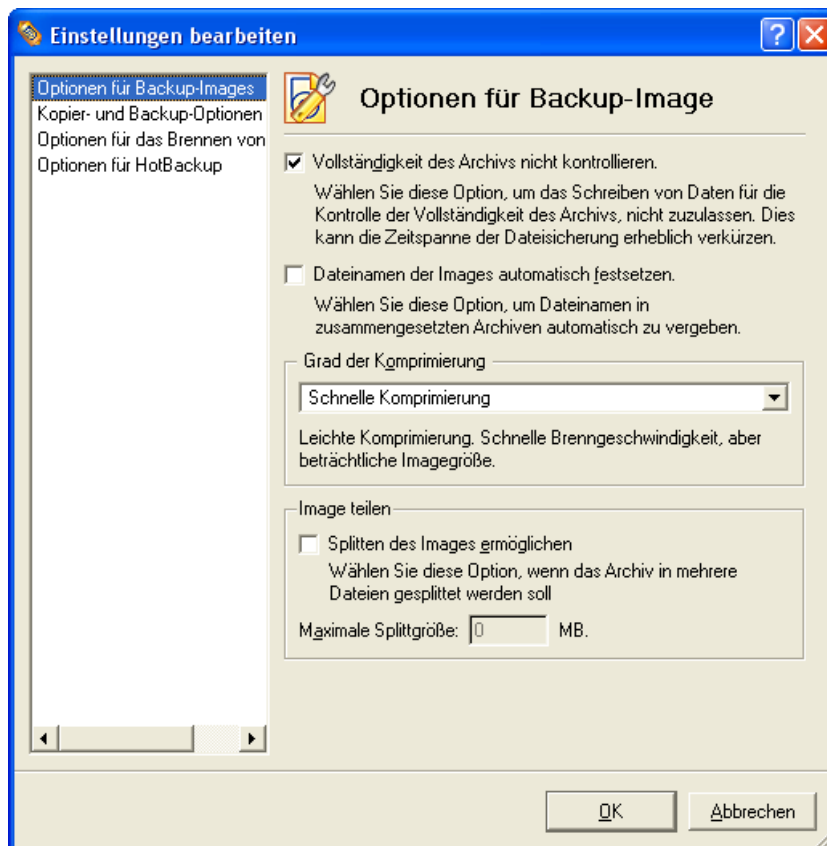 Einstellungen bearbeiten
Optionen für Backup-Images
Kopier- und Backup-Optionen
Optionen für das Brennen von
Optionen für HotBackup
Optionen für Backup-Image
Vollständigkeit des Archivs nicht kontrollieren.
Wählen Sie diese Option, um das Schreiben von Daten für die
Kontrolle der Vollständigkeit des Archivs, nicht zuzulassen. Dies
kann die Zeitspanne der Dateisicherung erheblich verkürzen.
Dateinamen der Images automatisch festsetzen.
Wählen Sie diese Option, um Dateinamen in
zusammengesetzten Archiven automatisch zu vergeben.
Grad der Komprimierung
Schnelle Komprimierung
Leichte Komprimierung. Schnelle Brenngeschwindigkeit, aber
beträchtliche Imagegröße.
Image teilen
Splitten des Images ermöglichen
Wählen Sie diese Option, wenn das Archiv in mehrere
Dateien gesplittet werden soll
Maximale Splittgröße: 0 MB.
OK Abbrechen